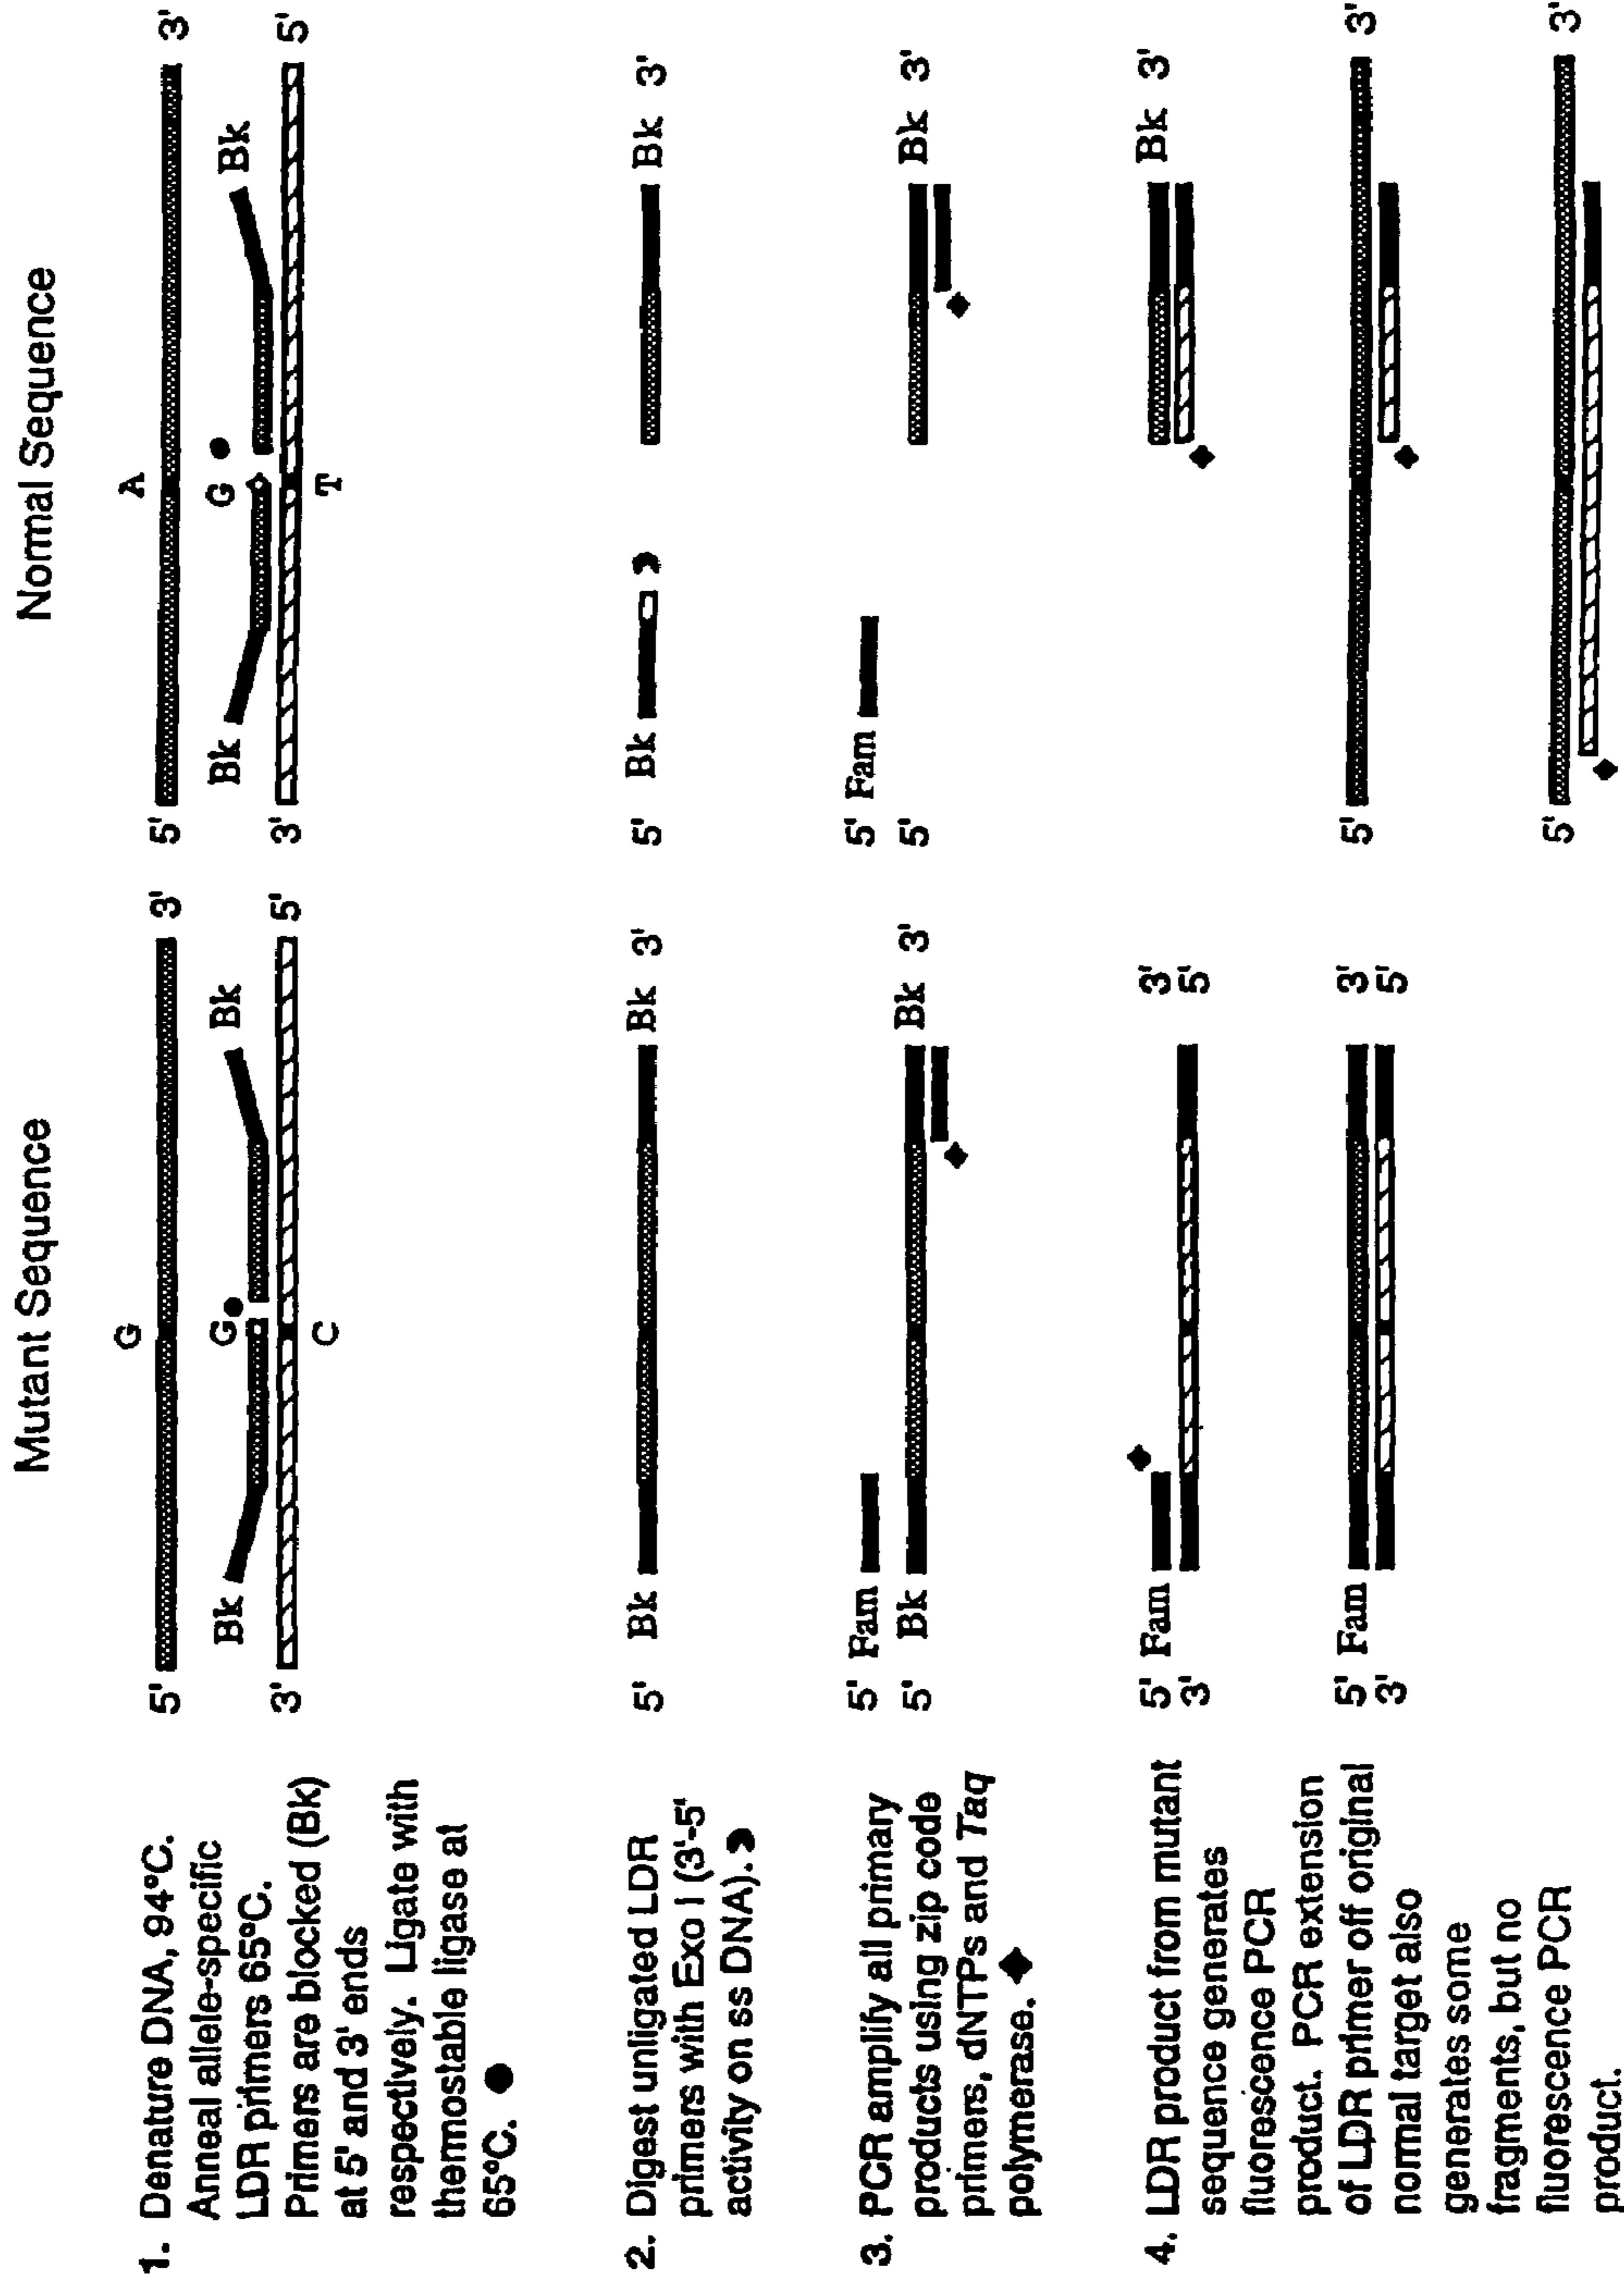 Mutant Sequence
Normal Sequence
1. Denature DNA, 94°C.
Anneal allele-specific
LDR primers 65°C.
Primers are blocked (Bk)
at 5' and 3' ends
respectively. Ligate with
thermostable ligase at
65°C. ●
G
5' 3'
Bk G Bk
3' 5'
C
A
5' 3'
Bk G Bk
3' 5'
T
2. Digest unligated LDR
primers with Exo I (3'-5'
activity on ss DNA).
5' Bk Bk 3'
5' Bk Bk 3'
3. PCR amplify all primary
products using zip code
primers, dNTPs and Taq
polymerase. ◆
5' Fam
5' Bk Bk 3'
5' Fam
5' Bk 3'
4. LDR product from mutant
sequence generates
fluorescence PCR
product. PCR extension
of LDR primer off original
normal target also
generates some
fragments, but no
fluorescence PCR
product.
5' Fam 3'
3' 5'
5' Fam 3'
3' 5'
Bk 3'
5' 3'
5' 3'